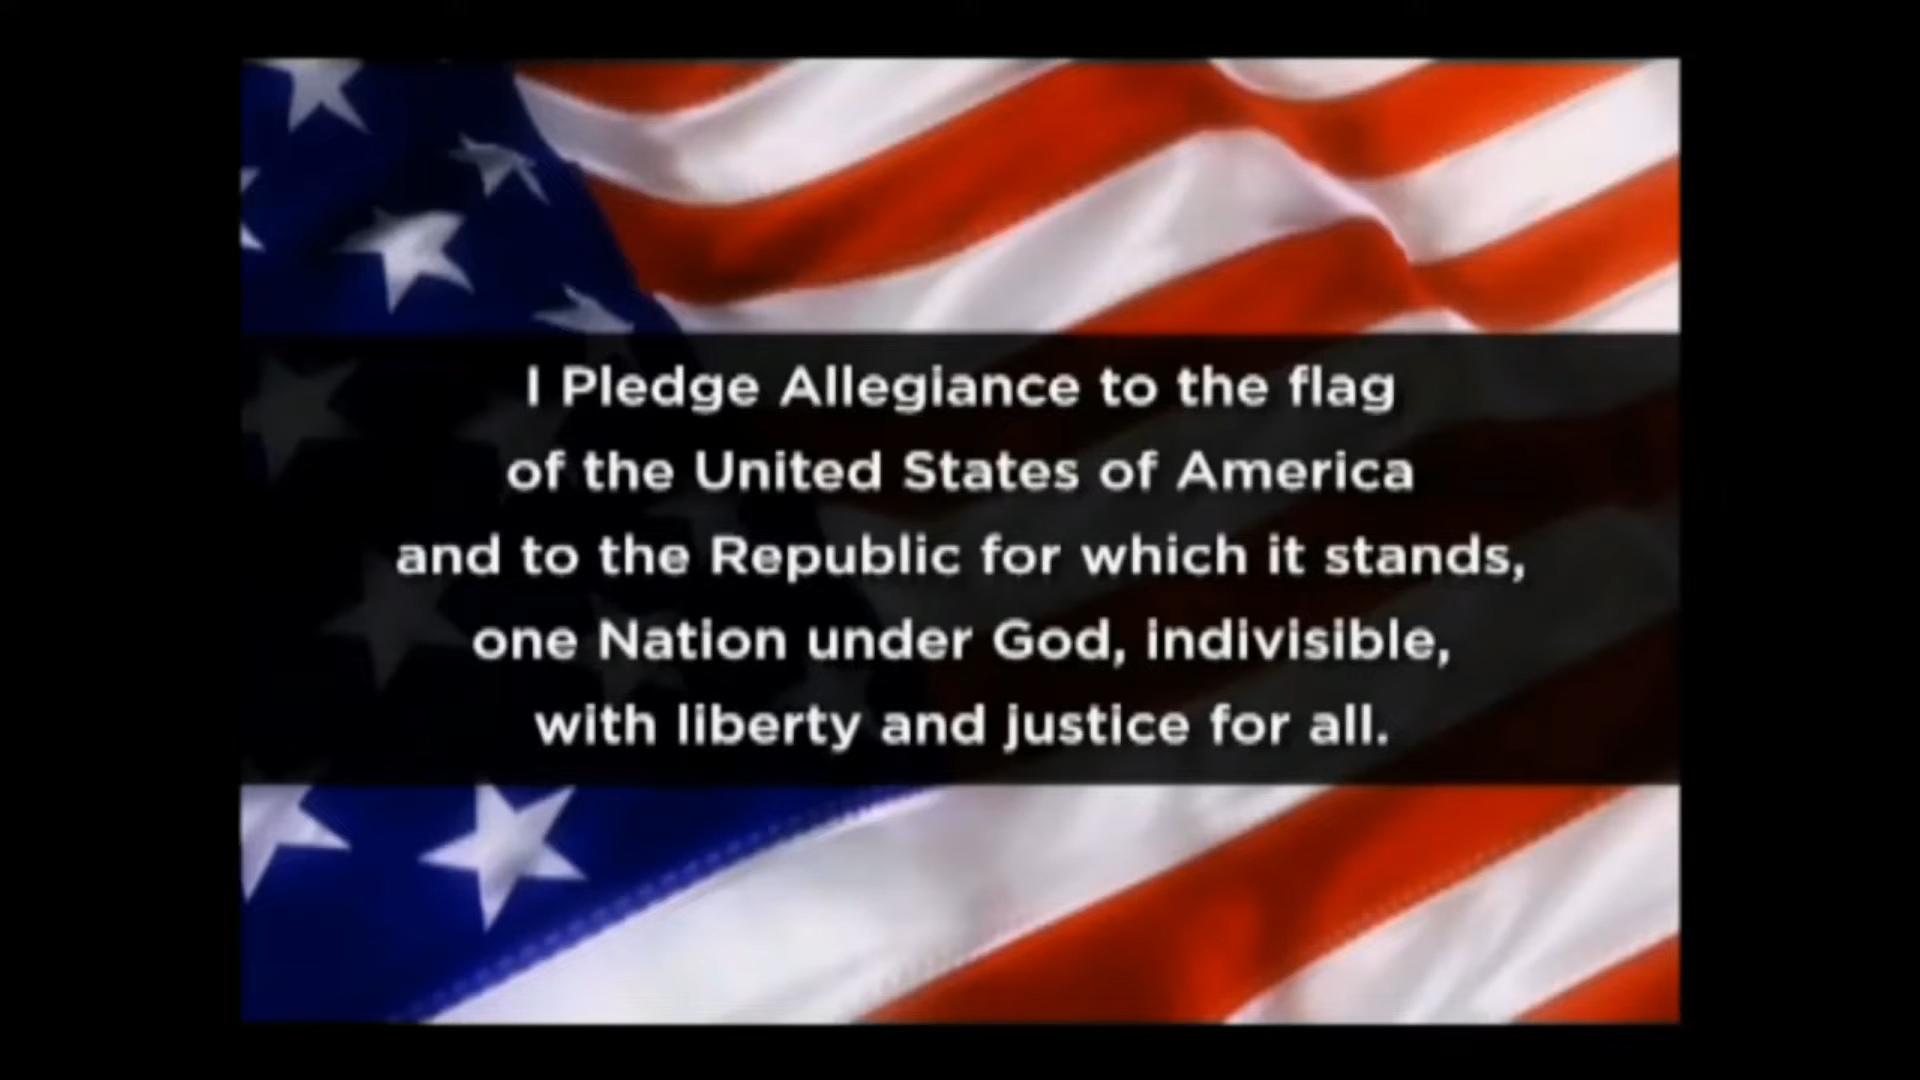 I Pledge Allegiance to the flag
of the United States of America
and to the Republic for which it stands,
one Nation under God, indivisible,
with liberty and justice for all.